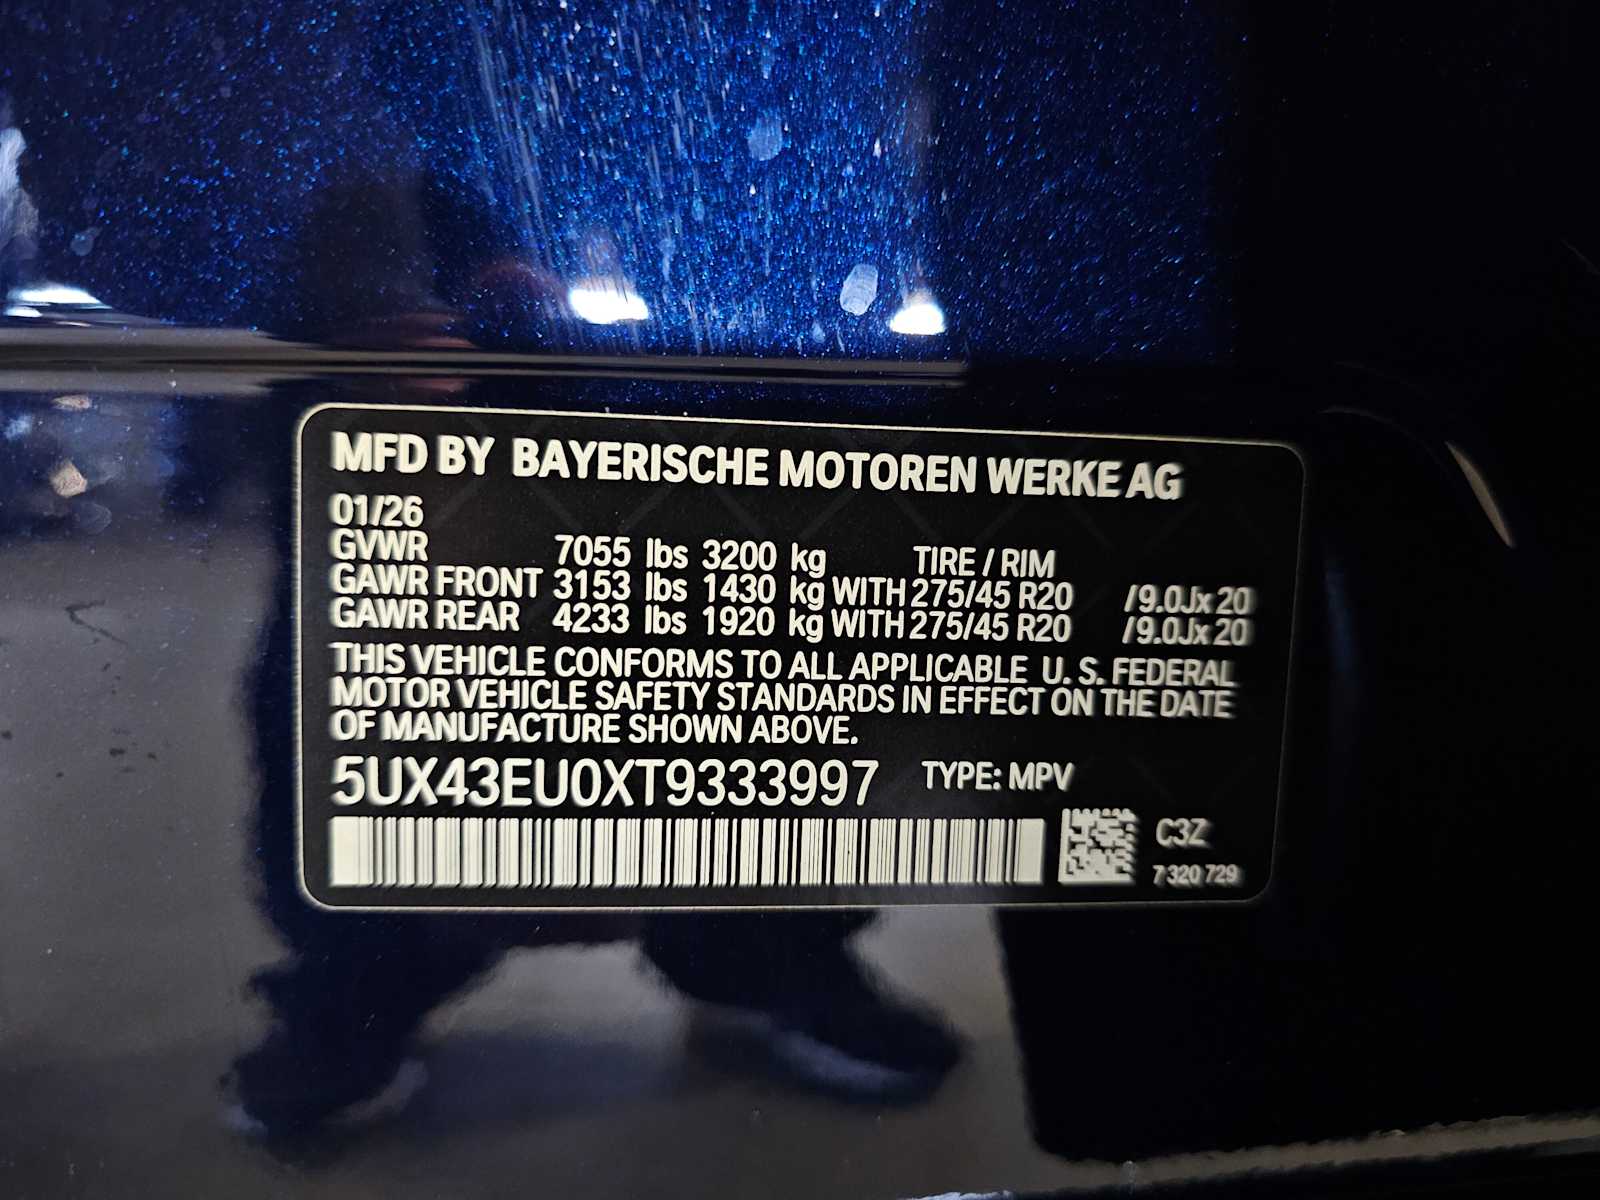 MFD BY BAYERISCHE MOTOREN WERKE AG
01/26
GVWR 7055 lbs 3200 kg TIRE / RIM
GAWR FRONT 3153 lbs 1430 kg WITH 275/45 R20 /9.0Jx20
GAWR REAR 4233 lbs 1920 kg WITH 275/45 R20 /9.0Jx20
THIS VEHICLE CONFORMS TO ALL APPLICABLE U. S. FEDERAL
MOTOR VEHICLE SAFETY STANDARDS IN EFFECT ON THE DATE
OF MANUFACTURE SHOWN ABOVE.
5UX43EU0XT9333997 TYPE: MPV
C3Z
7 320 729